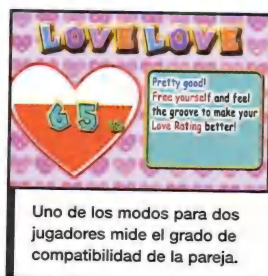 LOVE LOVE
65
Pretty good!
Free yourself and feel
the groove to make your
Love Rating better!
Uno de los modos para dos
jugadores mide el grado de
compatibilidad de la pareja.